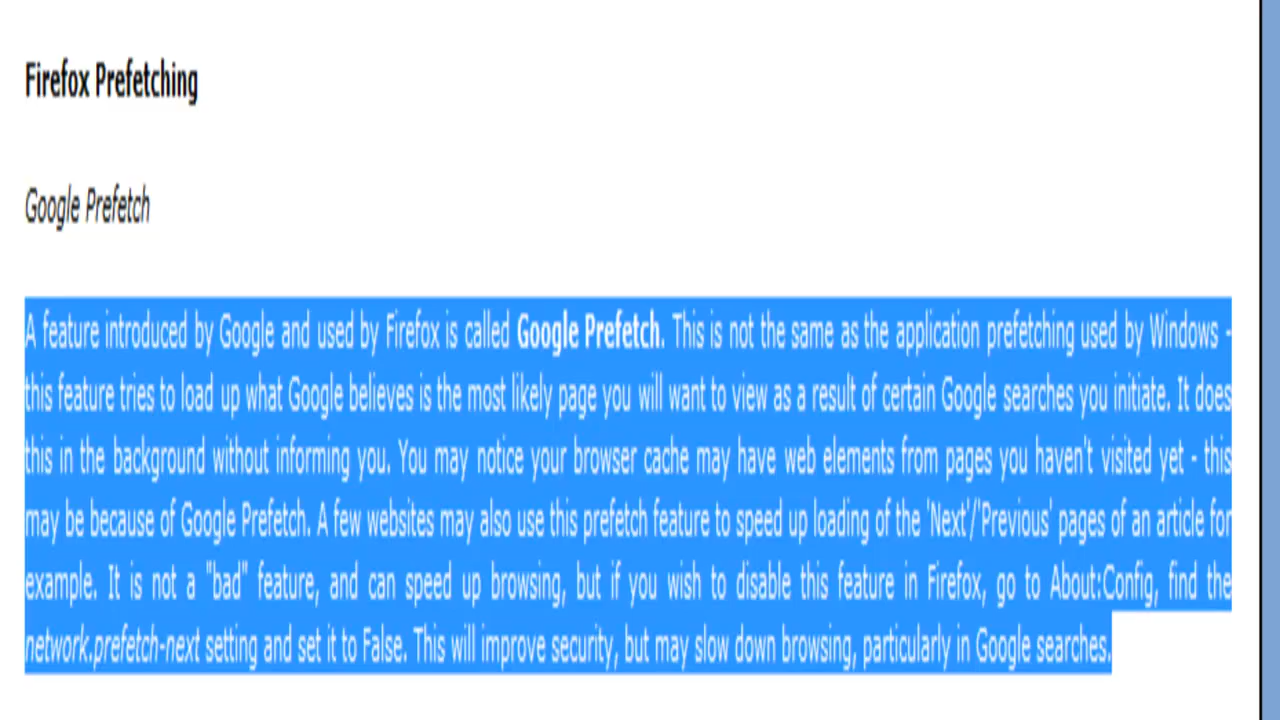 Firefox Prefetching
Google Prefetch
A feature introduced by Google and used by Firefox is called Google Prefetch. This is not the same as the application prefetching used by Windows -
this feature tries to load up what Google believes is the most likely page you will want to view as a result of certain Google searches you initiate. It does
this in the background without informing you. You may notice your browser cache may have web elements from pages you haven't visited yet - this
may be because of Google Prefetch. A few websites may also use this prefetch feature to speed up loading of the 'Next'/'Previous' pages of an article for
example. It is not a "bad" feature, and can speed up browsing, but if you wish to disable this feature in Firefox, go to About:Config, find the
network.prefetch-next setting and set it to False. This will improve security, but may slow down browsing, particularly in Google searches.